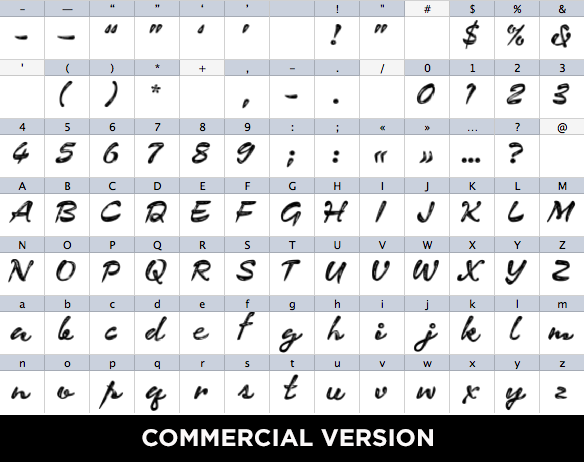 – — “ ” ‘ ’ ! " # $ % &
– — “ ” ‘ ’ ! " $ % &
' ( ) * + , – . / 0 1 2 3
( ) * , - . 0 1 2 3
4 5 6 7 8 9 : ; « » … ? @
4 5 6 7 8 9 ; : « » … ?
A B C D E F G H I J K L M
A B C D E F G H I J K L M
N O P Q R S T U V W X Y Z
N O P Q R S T U V W X Y Z
a b c d e f g h i j k l m
a b c d e f g h i j k l m
n o p q r s t u v w x y z
n o p q r s t u v w x y z
COMMERCIAL VERSION